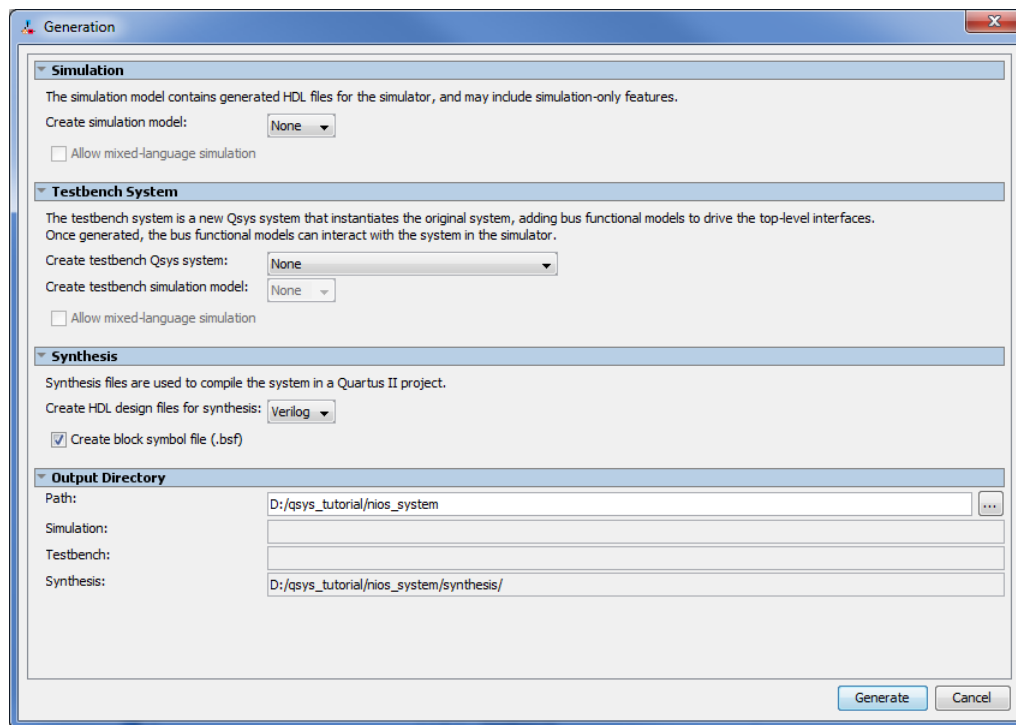 Generation
Simulation
The simulation model contains generated HDL files for the simulator, and may include simulation-only features.
Create simulation model: None
Allow mixed-language simulation
Testbench System
The testbench system is a new Qsys system that instantiates the original system, adding bus functional models to drive the top-level interfaces.
Once generated, the bus functional models can interact with the system in the simulator.
Create testbench Qsys system: None
Create testbench simulation model: None
Allow mixed-language simulation
Synthesis
Synthesis files are used to compile the system in a Quartus II project.
Create HDL design files for synthesis: Verilog
Create block symbol file (.bsf)
Output Directory
Path: D:/qsys_tutorial/nios_system ...
Simulation:
Testbench:
Synthesis: D:/qsys_tutorial/nios_system/synthesis/
Generate Cancel